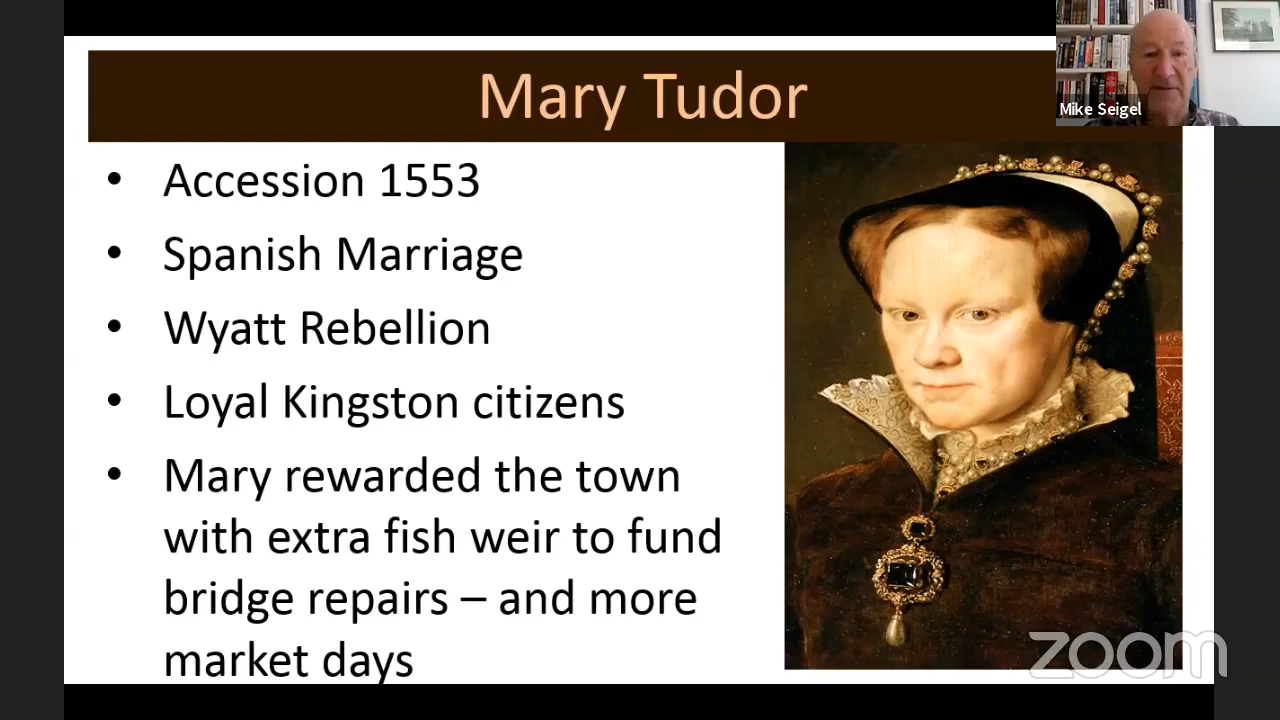 Mary Tudor
Mike Seigel
• Accession 1553
• Spanish Marriage
• Wyatt Rebellion
• Loyal Kingston citizens
• Mary rewarded the town
with extra fish weir to fund
bridge repairs – and more
market days
zoom